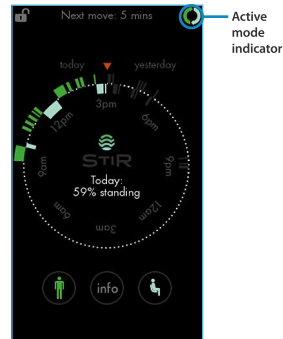 Next move: 5 mins
Active
mode
indicator
today
yesterday
3pm
12pm
6pm
9am
9pm
STIR
Today:
59% standing
6am
12am
3am
info